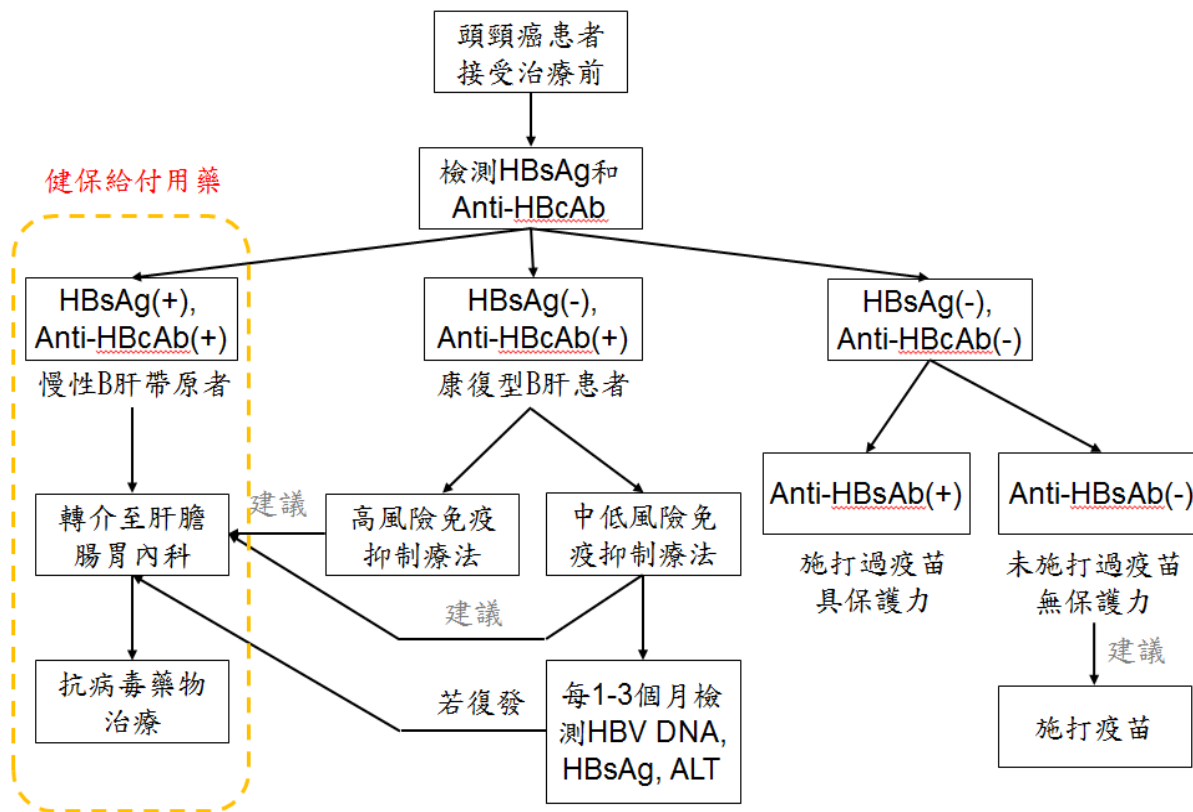 頭頸癌患者
接受治療前
健保給付用藥
檢測HBsAg和
Anti-HBcAb
HBsAg(+),
Anti-HBcAb(+)
慢性B肝帶原者
HBsAg(-),
Anti-HBcAb(+)
康復型B肝患者
HBsAg(-),
Anti-HBcAb(-)
轉介至肝膽
腸胃內科
建議
高風險免疫
抑制療法
中低風險免
疫抑制療法
建議
Anti-HBsAb(+)
施打過疫苗
具保護力
Anti-HBsAb(-)
未施打過疫苗
無保護力
建議
抗病毒藥物
治療
若復發
每1-3個月檢
測HBV DNA,
HBsAg, ALT
施打疫苗